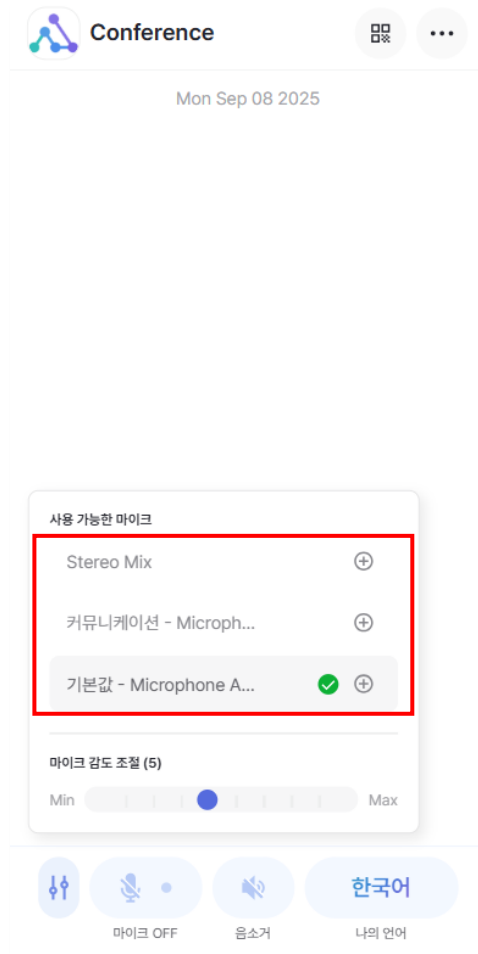 Conference
Mon Sep 08 2025
사용 가능한 마이크
Stereo Mix
커뮤니케이션 - Microph...
기본값 - Microphone A...
마이크 감도 조절 (5)
Min Max
한국어
마이크 OFF 음소거 나의 언어